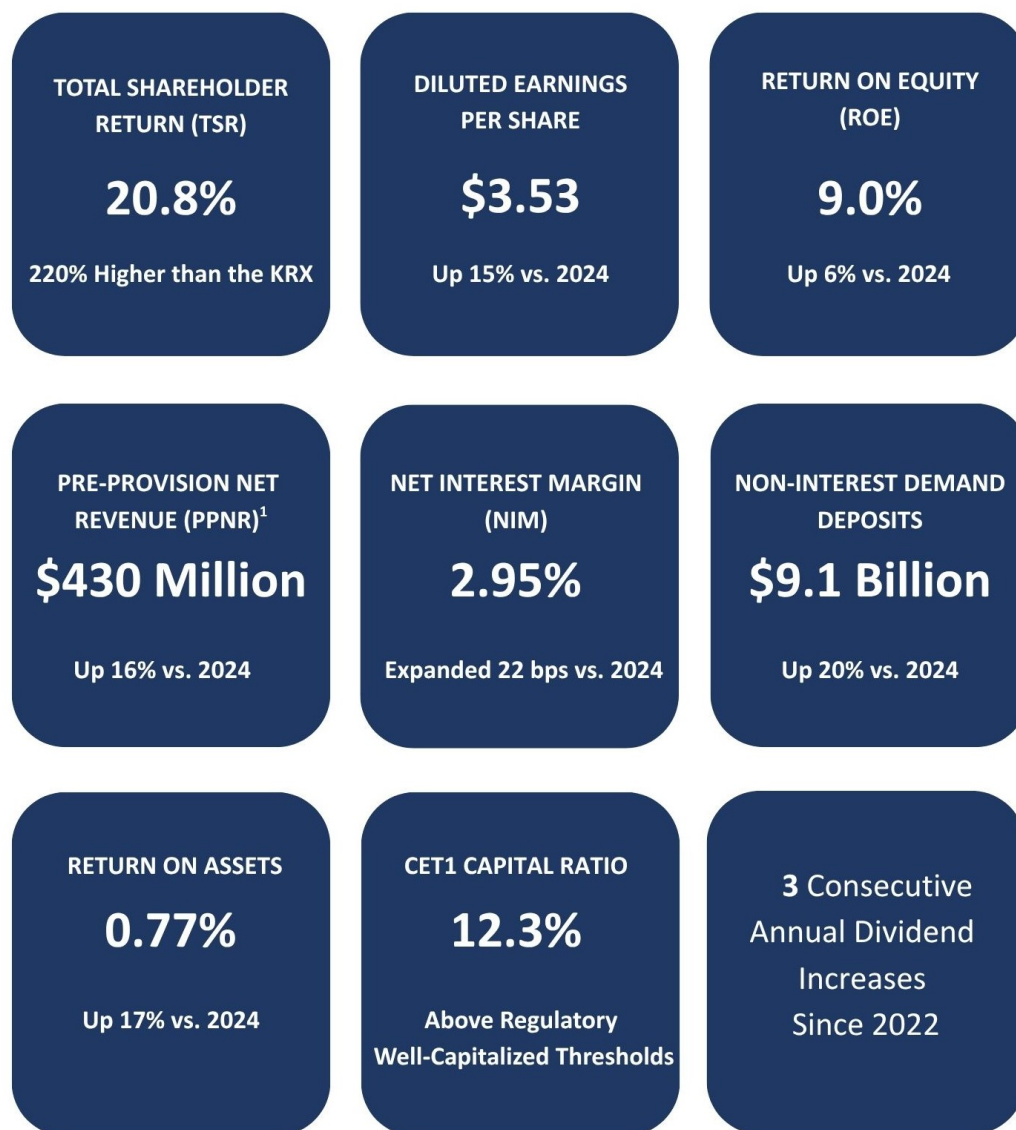 TOTAL SHAREHOLDER
RETURN (TSR)
20.8%
220% Higher than the KRX
DILUTED EARNINGS
PER SHARE
$3.53
Up 15% vs. 2024
RETURN ON EQUITY
(ROE)
9.0%
Up 6% vs. 2024
PRE-PROVISION NET
REVENUE (PPNR)1
$430 Million
Up 16% vs. 2024
NET INTEREST MARGIN
(NIM)
2.95%
Expanded 22 bps vs. 2024
NON-INTEREST DEMAND
DEPOSITS
$9.1 Billion
Up 20% vs. 2024
RETURN ON ASSETS
0.77%
Up 17% vs. 2024
CET1 CAPITAL RATIO
12.3%
Above Regulatory
Well-Capitalized Thresholds
3 Consecutive
Annual Dividend
Increases
Since 2022